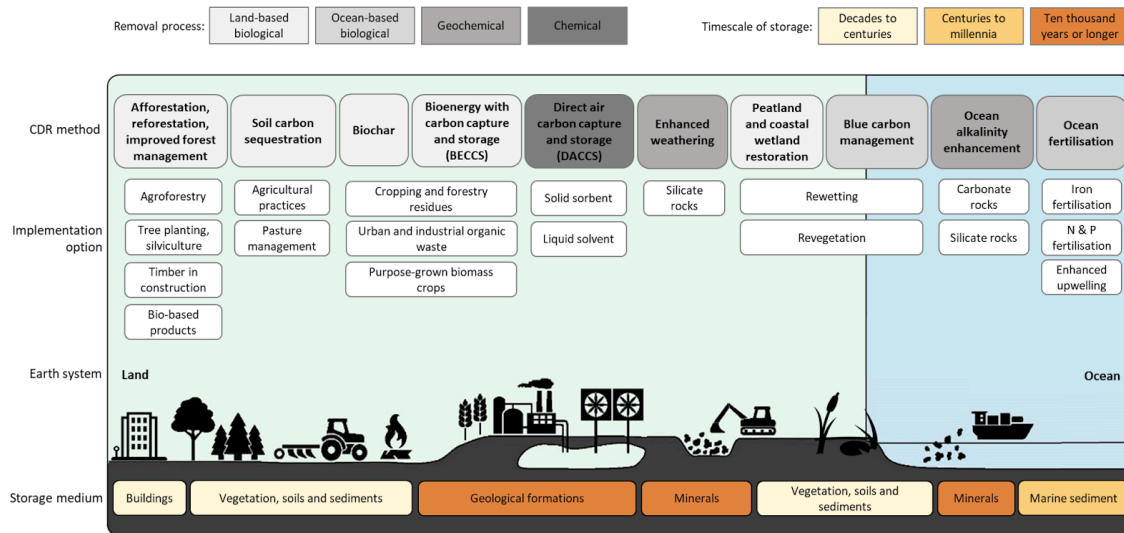 Removal process:
Land-based
biological
Ocean-based
biological
Geochemical
Chemical
Timescale of storage:
Decades to
centuries
Centuries to
millennia
Ten thousand
years or longer
CDR method
Afforestation,
reforestation,
improved forest
management
Soil carbon
sequestration
Biochar
Bioenergy with
carbon capture
and storage
(BECCS)
Direct air
carbon capture
and storage
(DACCS)
Enhanced
weathering
Peatland
and coastal
wetland
restoration
Blue carbon
management
Ocean
alkalinity
enhancement
Ocean
fertilisation
Implementation
option
Agroforestry
Tree planting,
silviculture
Timber in
construction
Bio-based
products
Agricultural
practices
Pasture
management
Cropping and forestry
residues
Urban and industrial organic
waste
Purpose-grown biomass
crops
Solid sorbent
Liquid solvent
Silicate
rocks
Rewetting
Revegetation
Carbonate
rocks
Silicate rocks
Iron
fertilisation
N & P
fertilisation
Enhanced
upwelling
Earth system
Land
Ocean
Storage medium
Buildings
Vegetation, soils and sediments
Geological formations
Minerals
Vegetation, soils and
sediments
Minerals
Marine sediment